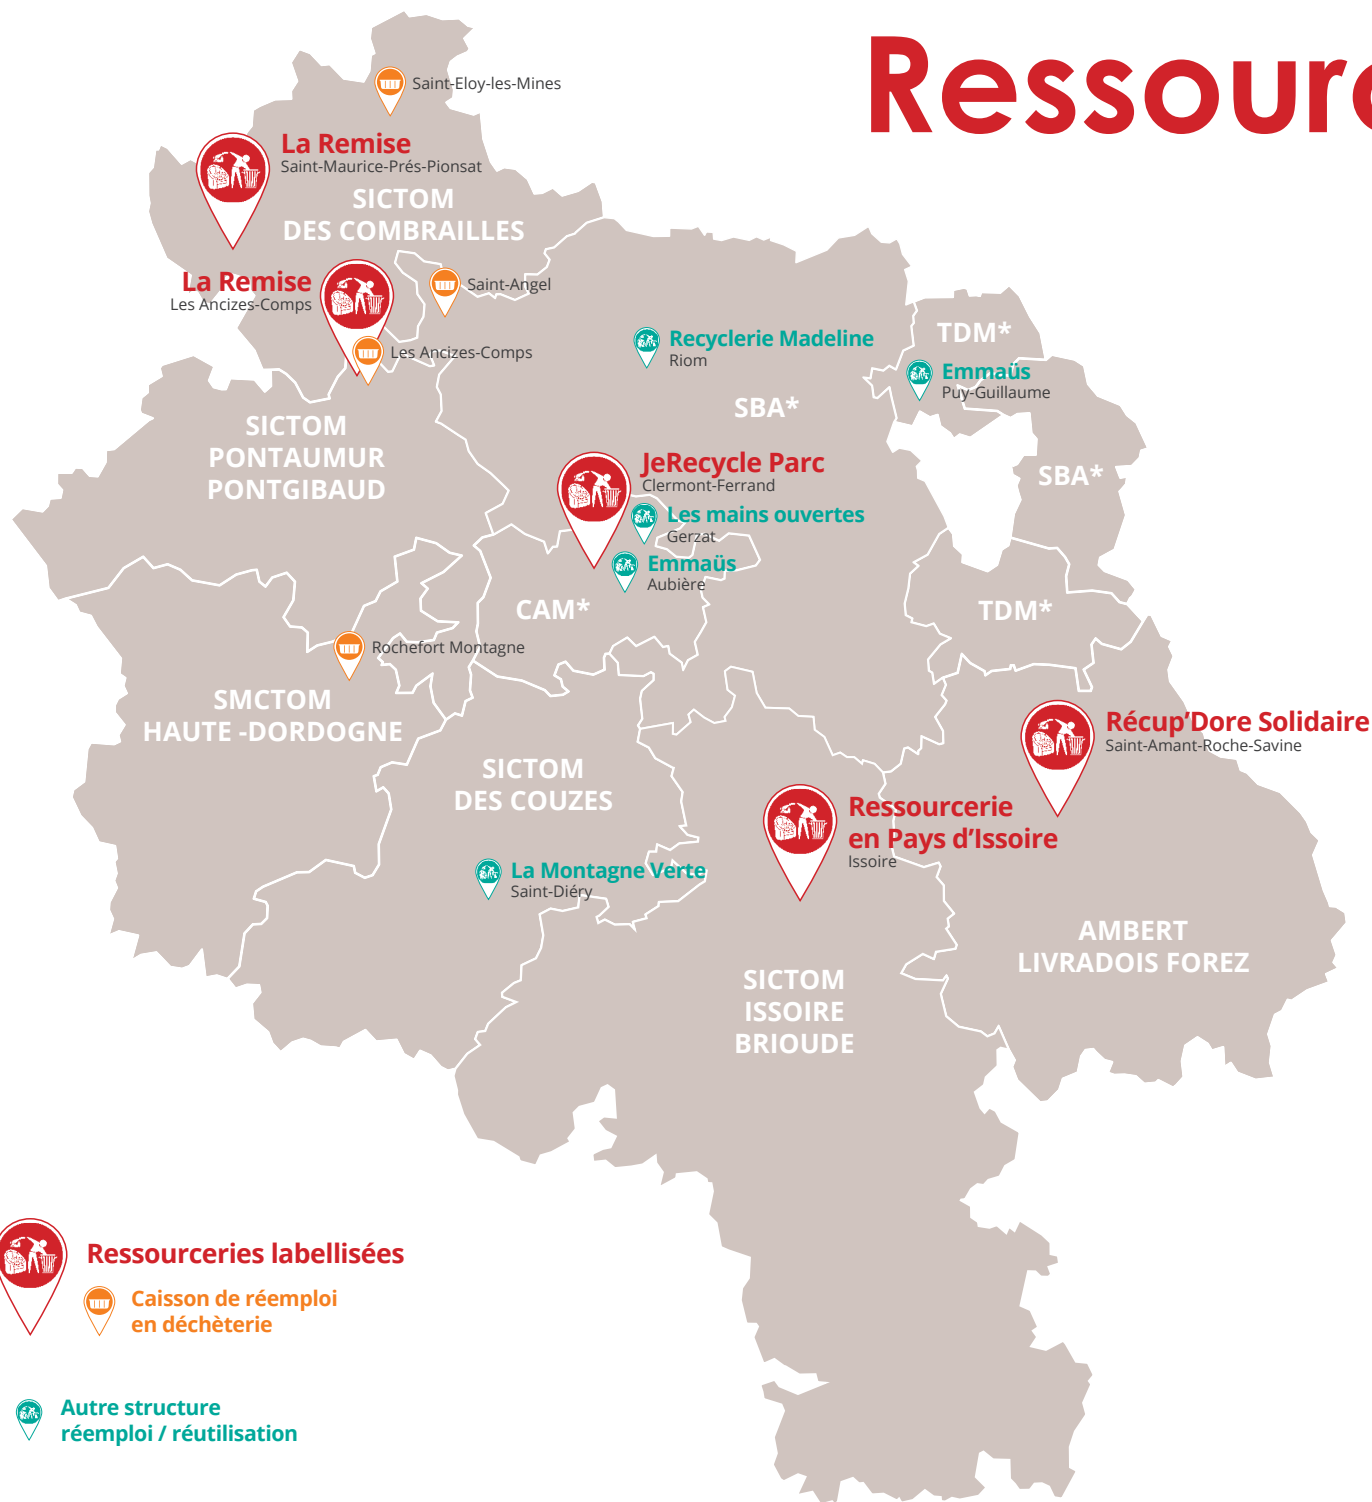 Ressourc
Saint-Eloy-les-Mines
La Remise
Saint-Maurice-Prés-Pionsat
SICTOM
DES COMBRAILLES
La Remise
Les Ancizes-Comps
Saint-Angel
Les Ancizes-Comps
Recyclerie Madeline
Riom
TDM*
Emmaüs
Puy-Guillaume
SBA*
SICTOM
PONTAUMUR
PONTGIBAUD
JeRecycle Parc
Clermont-Ferrand
SBA*
Les mains ouvertes
Gerzat
Emmaüs
Aubière
CAM*
TDM*
Rochefort Montagne
SMCTOM
HAUTE -DORDOGNE
Récup'Dore Solidaire
Saint-Amant-Roche-Savine
SICTOM
DES COUZES
Ressourcerie
en Pays d'Issoire
Issoire
La Montagne Verte
Saint-Diéry
AMBERT
LIVRADOIS FOREZ
SICTOM
ISSOIRE
BRIOUDE
Ressourceries labellisées
Caisson de réemploi
en déchèterie
Autre structure
réemploi / réutilisation